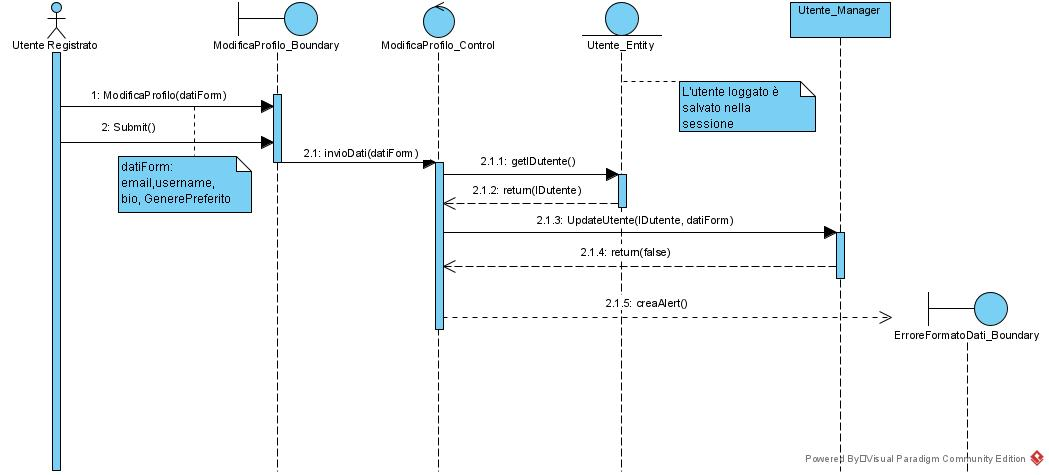 Utente Registrato
ModificaProfilo_Boundary
ModificaProfilo_Control
Utente_Entity
Utente_Manager
L'utente loggato è
salvato nella
sessione
1: ModificaProfilo(datiForm)
2: Submit()
datiForm:
email,username,
bio, GenerePreferito
2.1: invioDati(datiForm)
2.1.1: getIDutente()
2.1.2: return(IDutente)
2.1.3: UpdateUtente(IDutente, datiForm)
2.1.4: return(false)
2.1.5: creaAlert()
ErroreFormatoDati_Boundary
Powered By□Visual Paradigm Community Edition